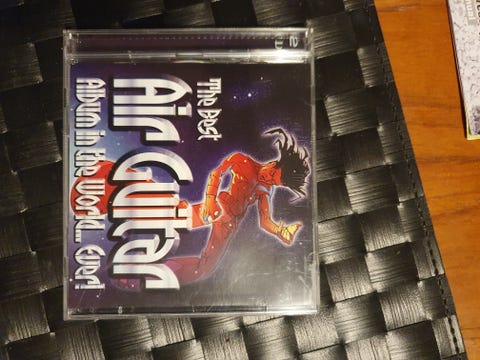 The Best
Air Guitar
Album in the World... Ever!